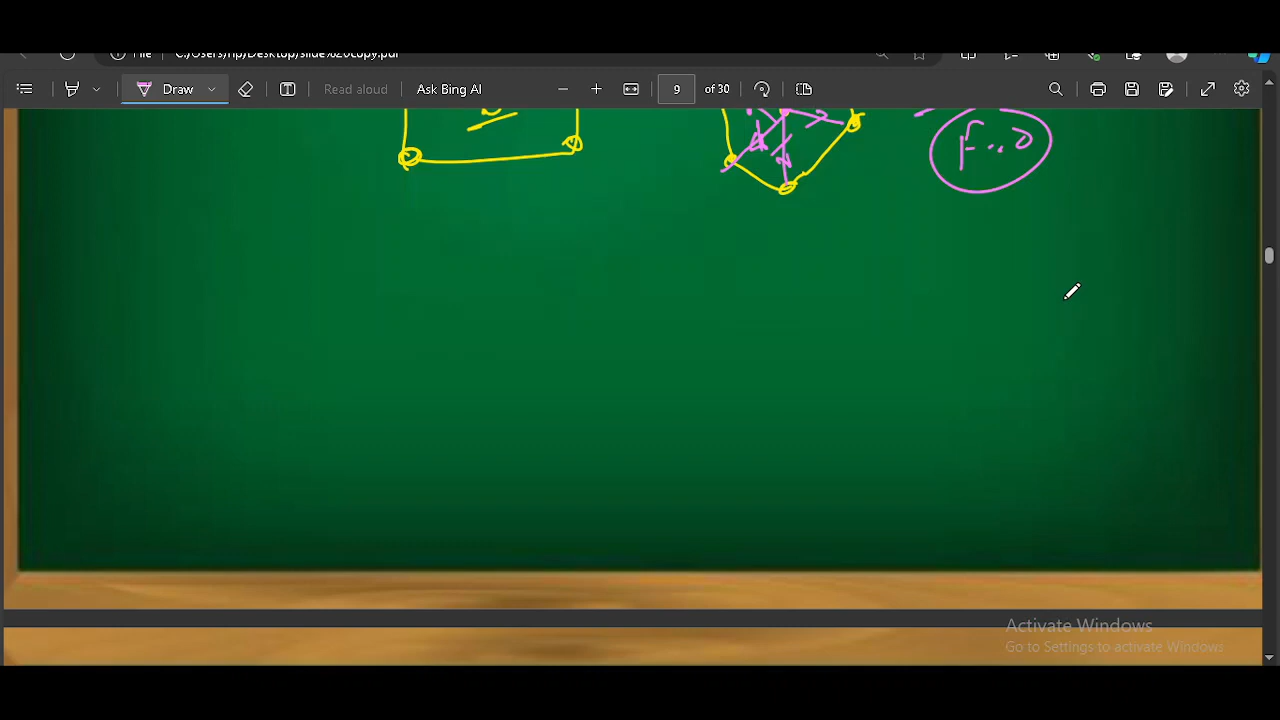 File C:/Users/hp/Desktop/slide%20copy.pdf
Draw Read aloud Ask Bing AI 9 of 30
F..0
Activate Windows
Go to Settings to activate Windows.